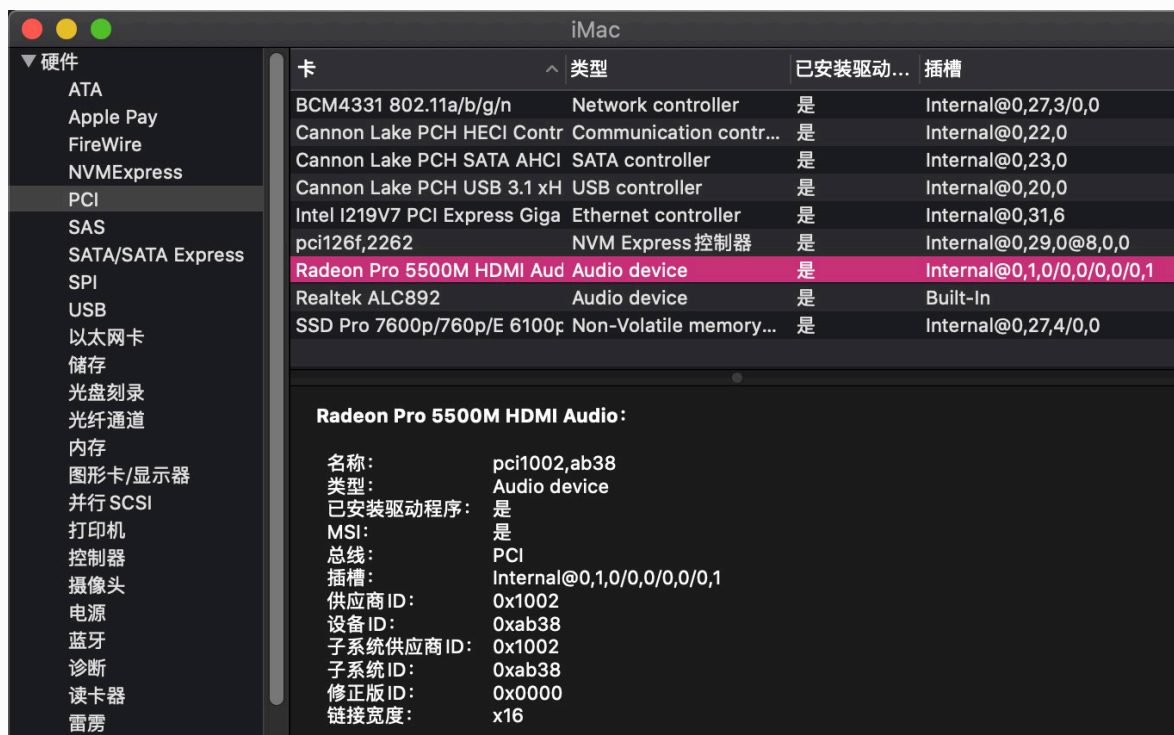 iMac
硬件
ATA
Apple Pay
FireWire
NVMExpress
PCI
SAS
SATA/SATA Express
SPI
USB
以太网卡
储存
光盘刻录
光纤通道
内存
图形卡/显示器
并行SCSI
打印机
控制器
摄像头
电源
蓝牙
诊断
读卡器
雷雳
卡 类型 已安装驱动... 插槽
BCM4331 802.11a/b/g/n Network controller 是 Internal@0,27,3/0,0
Cannon Lake PCH HECI Contr Communication contr... 是 Internal@0,22,0
Cannon Lake PCH SATA AHCI SATA controller 是 Internal@0,23,0
Cannon Lake PCH USB 3.1 xH USB controller 是 Internal@0,20,0
Intel I219V7 PCI Express Giga Ethernet controller 是 Internal@0,31,6
pci126f,2262 NVM Express控制器 是 Internal@0,29,0@8,0,0
Radeon Pro 5500M HDMI Aud Audio device 是 Internal@0,1,0/0,0/0,0/0,1
Realtek ALC892 Audio device 是 Built-In
SSD Pro 7600p/760p/E 6100p Non-Volatile memory... 是 Internal@0,27,4/0,0
Radeon Pro 5500M HDMI Audio：
名称： pci1002,ab38
类型： Audio device
已安装驱动程序： 是
MSI： 是
总线： PCI
插槽： Internal@0,1,0/0,0/0,0/0,1
供应商ID： 0x1002
设备ID： 0xab38
子系统供应商ID： 0x1002
子系统ID： 0xab38
修正版ID： 0x0000
链接宽度： x16